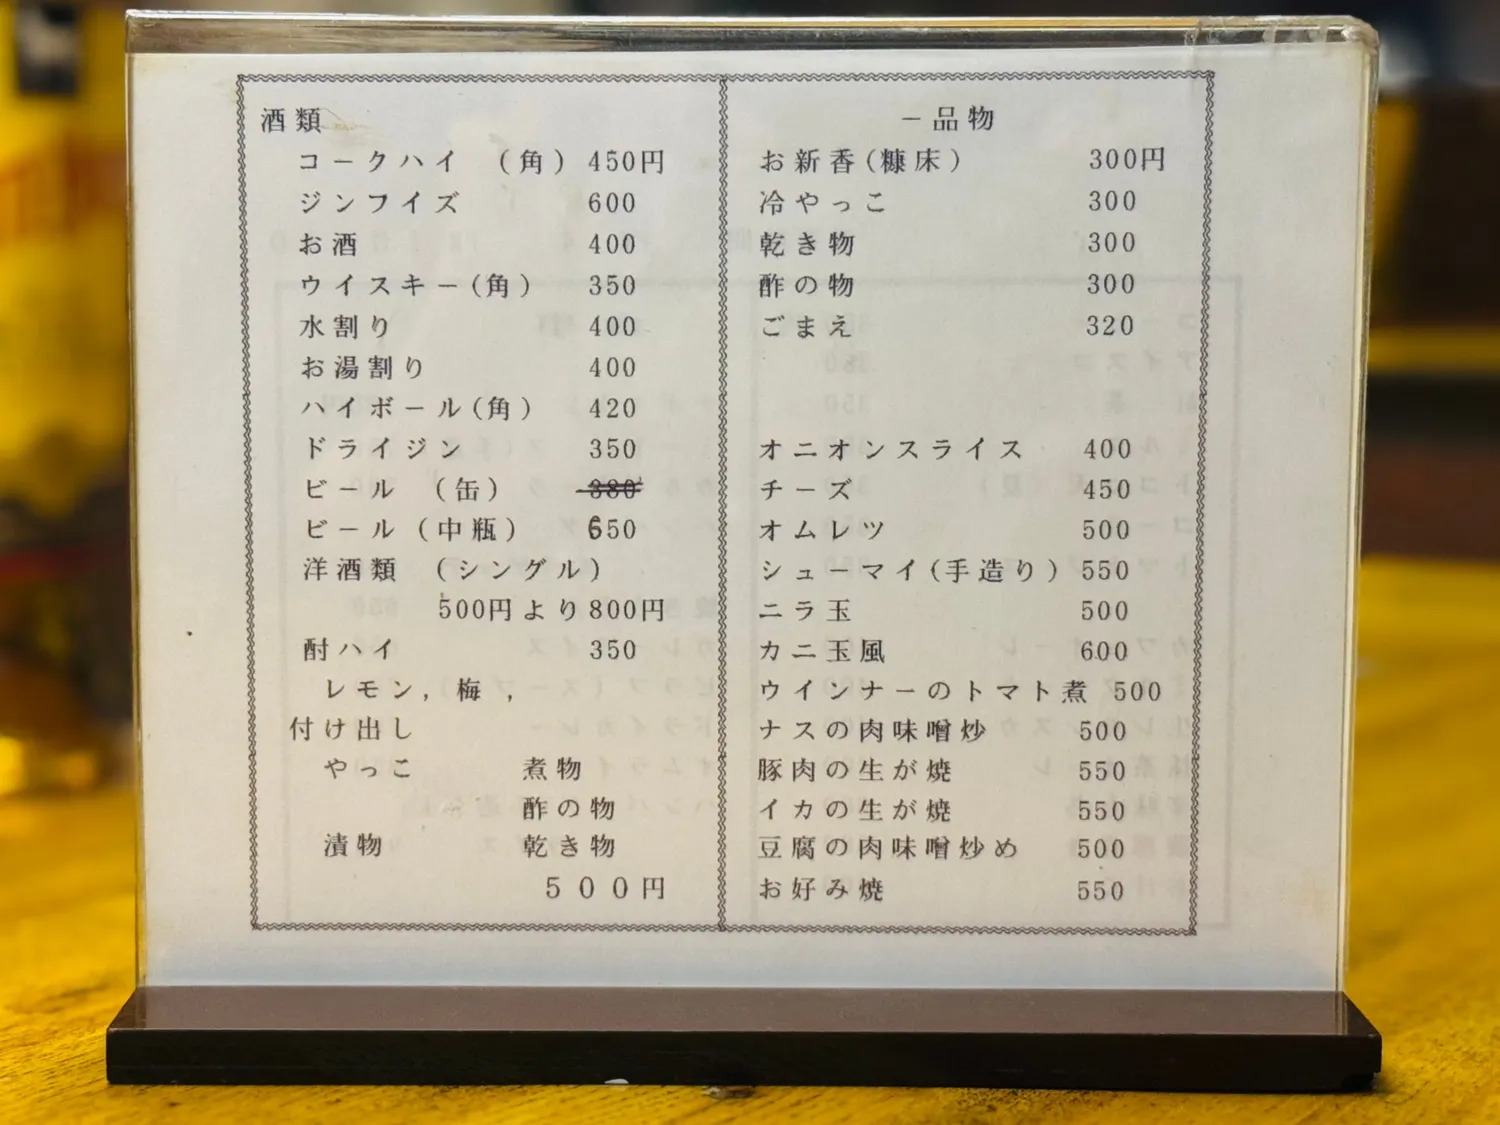 酒類
コークハイ （角）450円
ジンフイズ 600
お酒 400
ウイスキー（角） 350
水割り 400
お湯割り 400
ハイボール（角） 420
ドライジン 350
ビール （缶） 380
ビール（中瓶） 650
洋酒類 （シングル）
500円より800円
酎ハイ 350
レモン，梅，
付け出し
やっこ 煮物
酢の物
漬物 乾き物
５００円
一品物
お新香（糠床） 300円
冷やっこ 300
乾き物 300
酢の物 300
ごまえ 320
オニオンスライス 400
チーズ 450
オムレツ 500
シューマイ（手造り） 550
ニラ玉 500
カニ玉風 600
ウインナーのトマト煮 500
ナスの肉味噌炒 500
豚肉の生が焼 550
イカの生が焼 550
豆腐の肉味噌炒め 500
お好み焼 550